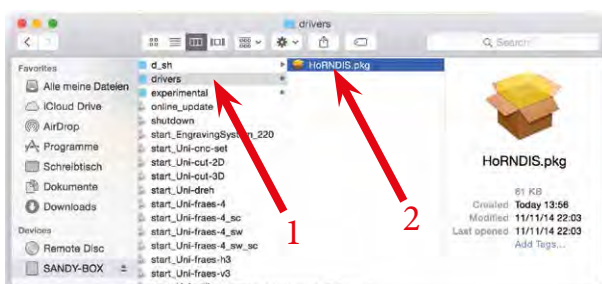 drivers
Search
Favorites
Alle meine Dateien
iCloud Drive
AirDrop
Programme
Schreibtisch
Dokumente
Downloads
Devices
Remote Disc
SANDY-BOX
d_sh
drivers
experimental
online_update
shutdown
start_EngravingSystem_220
start_Uni-cnc-set
start_Uni-cut-2D
start_Uni-cut-3D
start_Uni-dreh
start_Uni-fraes-4
start_Uni-fraes-4_sc
start_Uni-fraes-4_sw
start_Uni-fraes-4_sw_sc
start_Uni-fraes-h3
start_Uni-fraes-v3
HoRNDIS.pkg
1
2
HoRNDIS.pkg
61 KB
Created Today 13:56
Modified 11/11/14 22:03
Last opened 11/11/14 22:03
Add Tags...